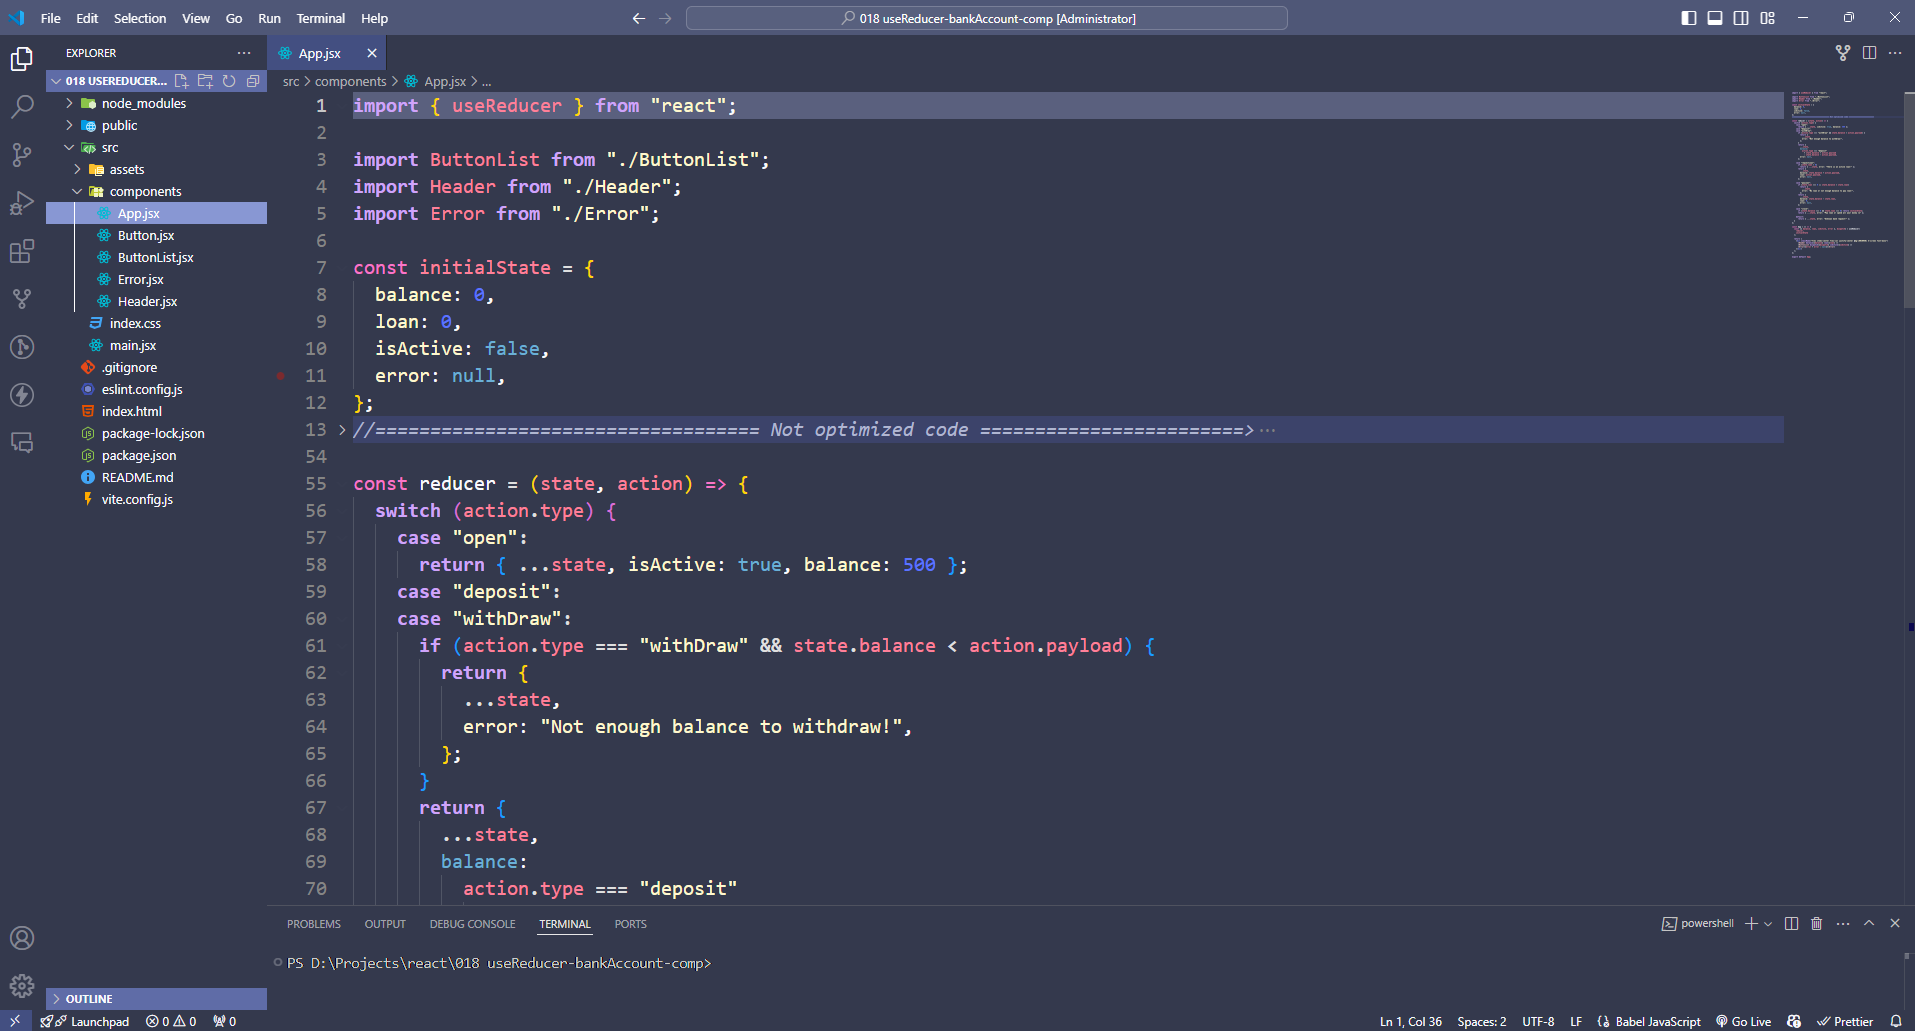 File Edit Selection View Go Run Terminal Help
018 useReducer-bankAccount-comp [Administrator]
EXPLORER
018 USEREDUCER...
node_modules
public
src
assets
components
App.jsx
Button.jsx
ButtonList.jsx
Error.jsx
Header.jsx
index.css
main.jsx
.gitignore
eslint.config.js
index.html
package-lock.json
package.json
README.md
vite.config.js
OUTLINE
App.jsx
src > components > App.jsx > ...
1 import { useReducer } from "react";
2
3 import ButtonList from "./ButtonList";
4 import Header from "./Header";
5 import Error from "./Error";
6
7 const initialState = {
8 balance: 0,
9 loan: 0,
10 isActive: false,
11 error: null,
12 };
13 //=================================== Not optimized code ========================> ...
54
55 const reducer = (state, action) => {
56 switch (action.type) {
57 case "open":
58 return { ...state, isActive: true, balance: 500 };
59 case "deposit":
60 case "withDraw":
61 if (action.type === "withDraw" && state.balance < action.payload) {
62 return {
63 ...state,
64 error: "Not enough balance to withdraw!",
65 };
66 }
67 return {
68 ...state,
69 balance:
70 action.type === "deposit"
PROBLEMS OUTPUT DEBUG CONSOLE TERMINAL PORTS
powershell
PS D:\Projects\react\018 useReducer-bankAccount-comp>
Launchpad 0 0 0
Ln 1, Col 36 Spaces: 2 UTF-8 LF Babel JavaScript Go Live Prettier